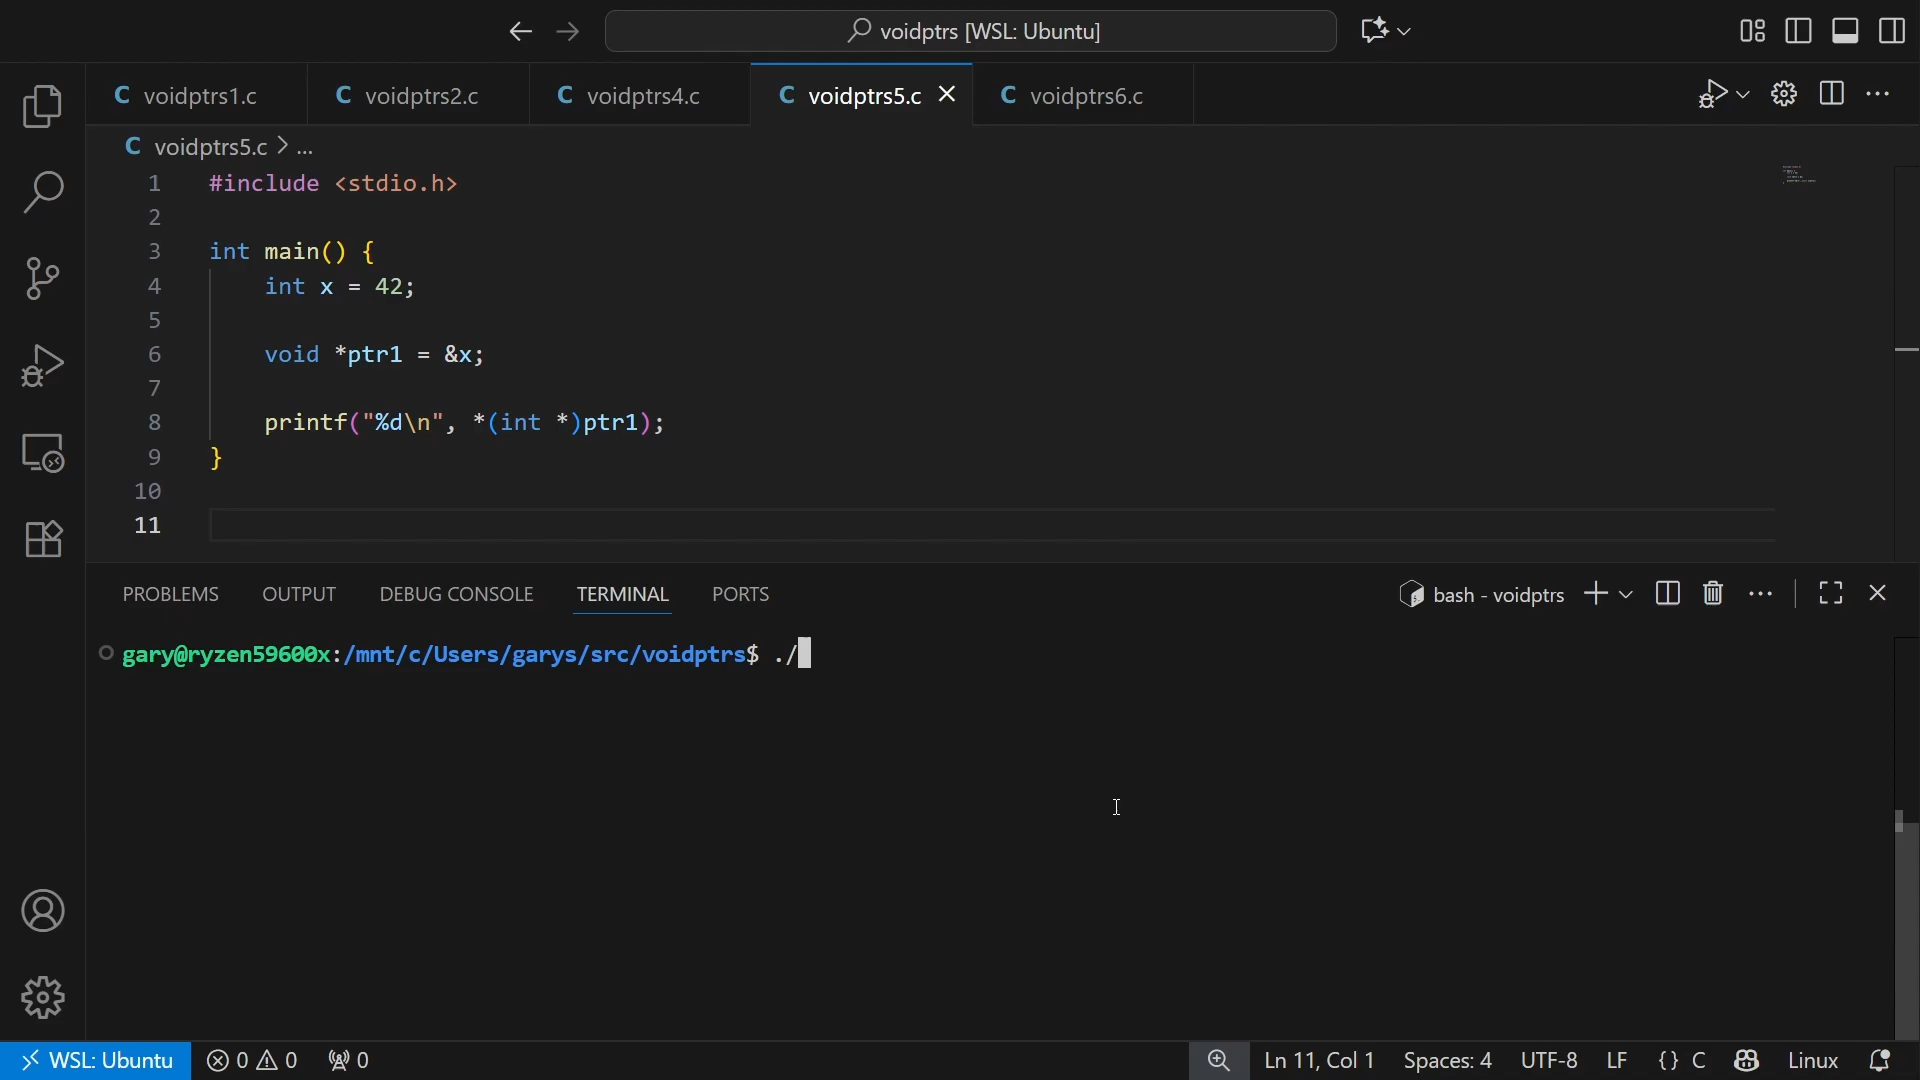 voidptrs [WSL: Ubuntu]
C voidptrs1.c
C voidptrs2.c
C voidptrs4.c
C voidptrs5.c
C voidptrs6.c
C voidptrs5.c > ...
1 #include <stdio.h>
2
3 int main() {
4     int x = 42;
5
6     void *ptr1 = &x;
7
8     printf("%d\n", *(int *)ptr1);
9 }
10
11
PROBLEMS OUTPUT DEBUG CONSOLE TERMINAL PORTS
bash - voidptrs
gary@ryzen59600x:/mnt/c/Users/garys/src/voidptrs$ ./
WSL: Ubuntu 0 0 0 Ln 11, Col 1 Spaces: 4 UTF-8 LF {} C Linux